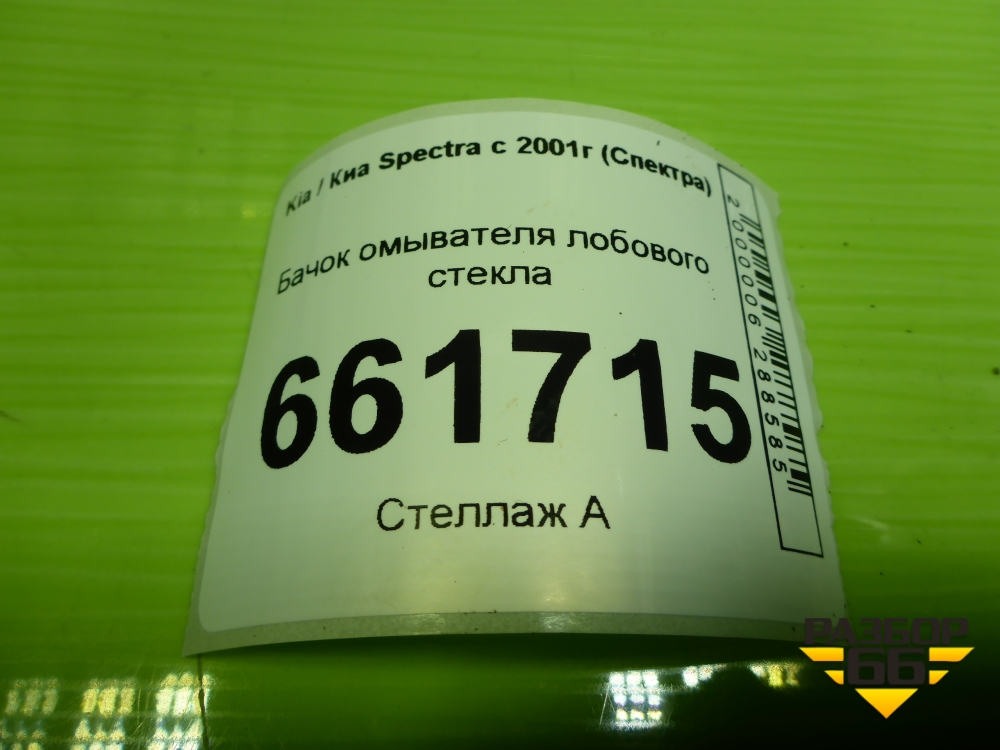 Kia / Киа Spectra с 2001г (Спектра)
Бачок омывателя лобового
стекла
661715
Стеллаж А
2000006288585
РАЗБОР
66